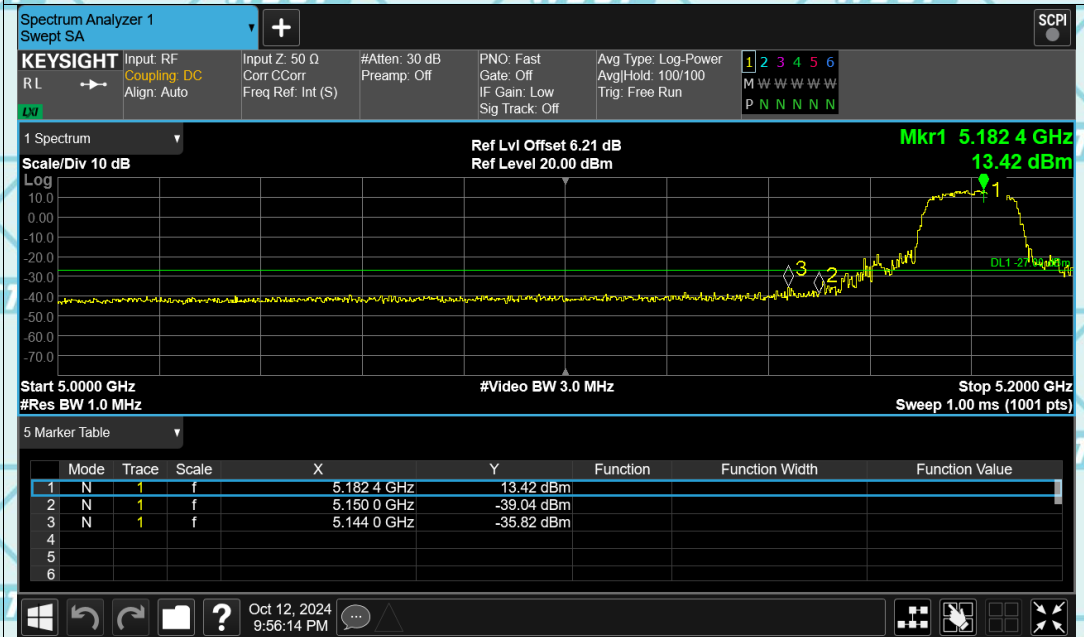 Spectrum Analyzer 1
Swept SA
+
SCPI
KEYSIGHT
RL
LXI
Input: RF
Coupling: DC
Align: Auto
Input Z: 50 Ω
Corr CCorr
Freq Ref: Int (S)
#Atten: 30 dB
Preamp: Off
PNO: Fast
Gate: Off
IF Gain: Low
Sig Track: Off
Avg Type: Log-Power
Avg|Hold: 100/100
Trig: Free Run
1 2 3 4 5 6
M W W W W W
P N N N N N
1 Spectrum
Scale/Div 10 dB
Ref Lvl Offset 6.21 dB
Ref Level 20.00 dBm
Mkr1 5.182 4 GHz
13.42 dBm
Log
10.0
0.00
-10.0
-20.0
-30.0
-40.0
-50.0
-60.0
-70.0
1
3
2
Start 5.0000 GHz
#Res BW 1.0 MHz
#Video BW 3.0 MHz
Stop 5.2000 GHz
Sweep 1.00 ms (1001 pts)
5 Marker Table
Mode Trace Scale X Y Function Function Width Function Value
1 N 1 f 5.182 4 GHz 13.42 dBm
2 N 1 f 5.150 0 GHz -39.04 dBm
3 N 1 f 5.144 0 GHz -35.82 dBm
4
5
6
?
Oct 12, 2024
9:56:14 PM